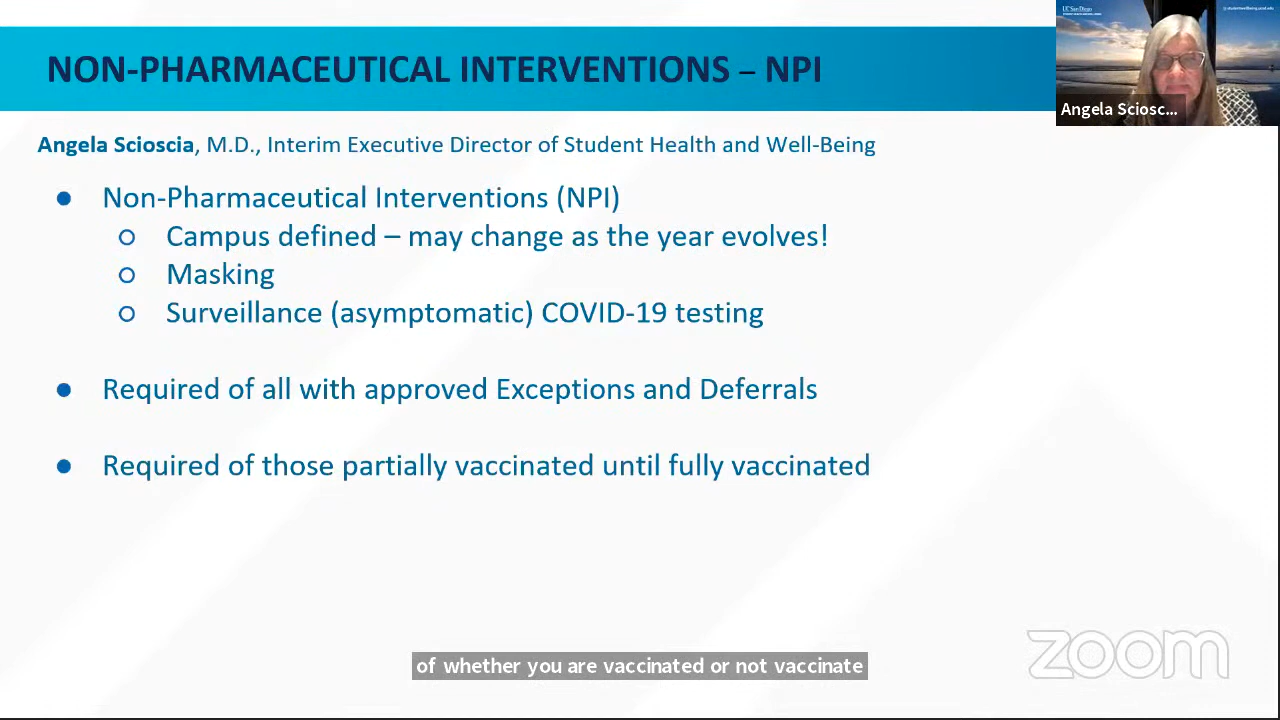 NON-PHARMACEUTICAL INTERVENTIONS – NPI
UC San Diego
Angela Sciosc...
Angela Scioscia, M.D., Interim Executive Director of Student Health and Well-Being
● Non-Pharmaceutical Interventions (NPI)
○ Campus defined – may change as the year evolves!
○ Masking
○ Surveillance (asymptomatic) COVID-19 testing
● Required of all with approved Exceptions and Deferrals
● Required of those partially vaccinated until fully vaccinated
zoom
of whether you are vaccinated or not vaccinate